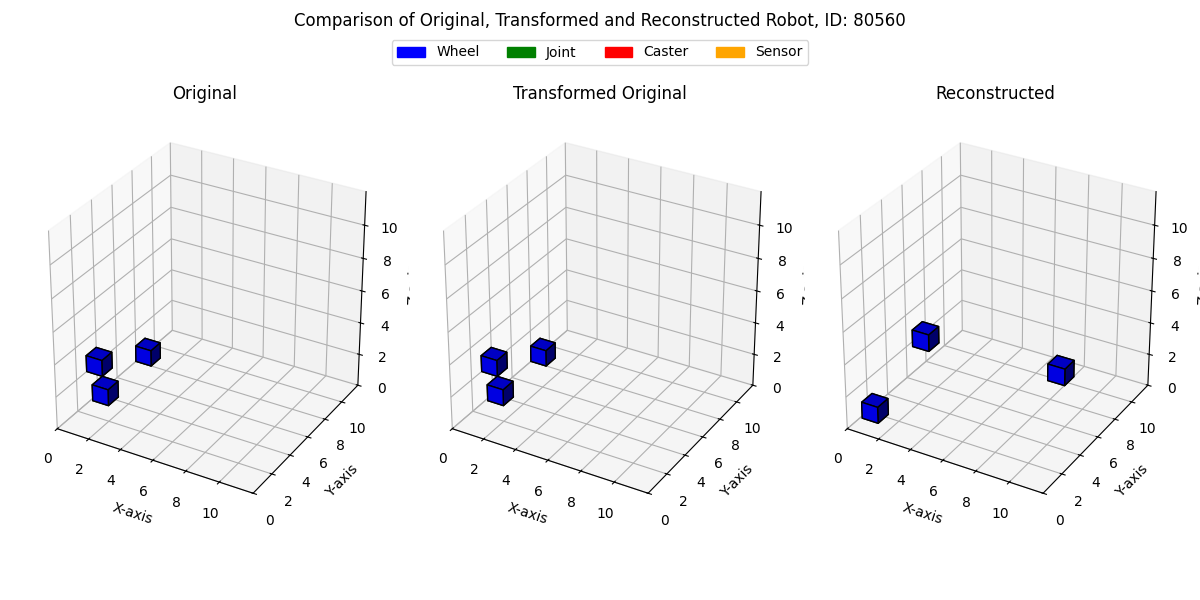 Comparison of Original, Transformed and Reconstructed Robot, ID: 80560
Wheel Joint Caster Sensor
Original Transformed Original Reconstructed
10 10 10
8 8 8
6 6 6
4 4 4
2 2 2
0 0 0
10 10 10
8 8 8
6 6 6
4 4 4
2 2 2
0 0 0
Y-axis Y-axis Y-axis
0 2 4 6 8 10 0 2 4 6 8 10 0 2 4 6 8 10
X-axis X-axis X-axis